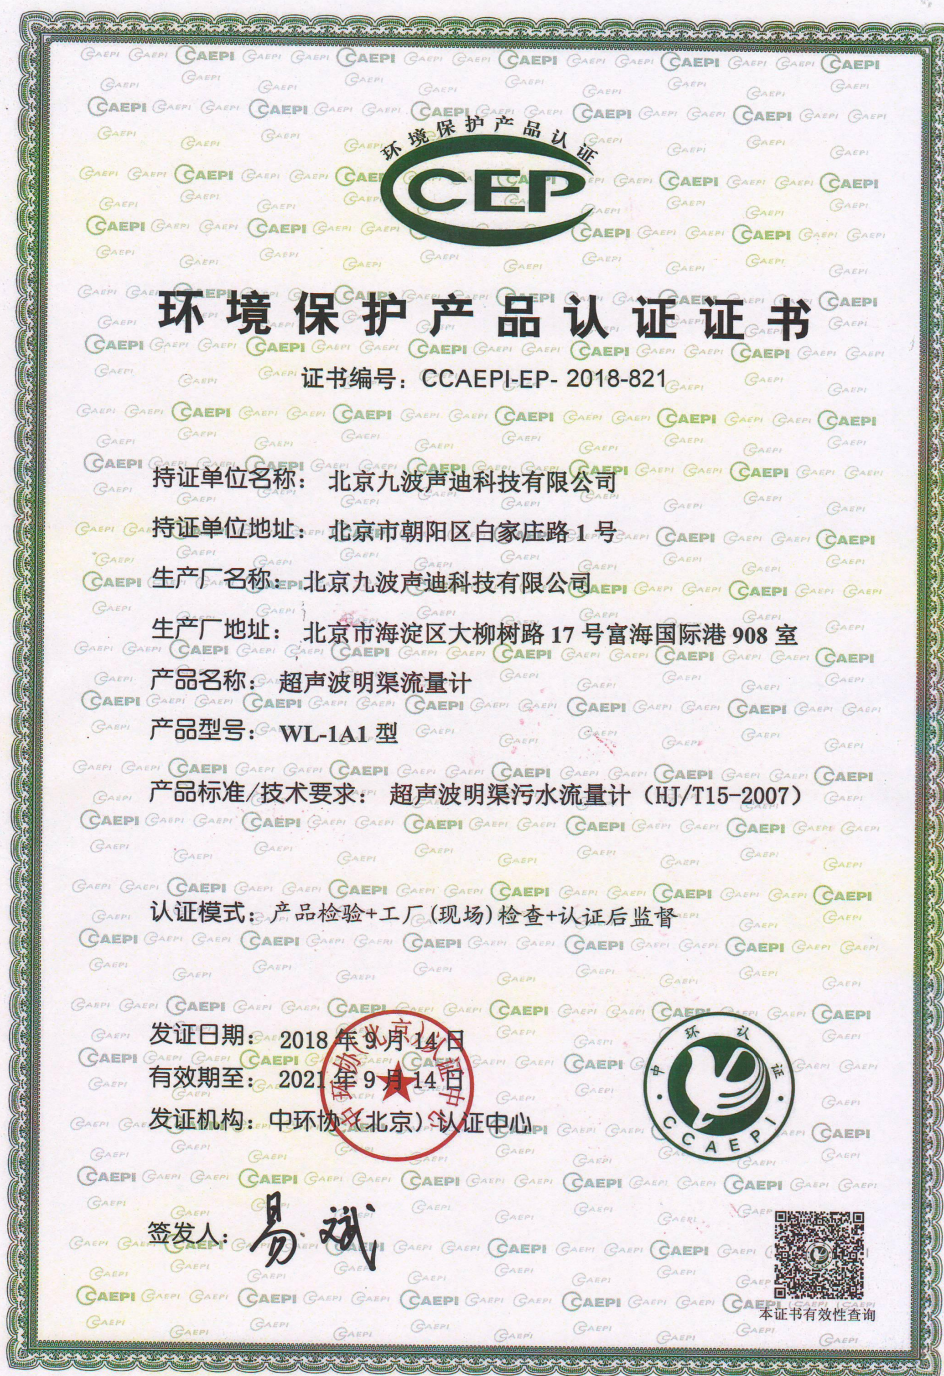 环境保护产品认证
CEP
环境保护产品认证证书
证书编号：CCAEPI-EP- 2018-821
持证单位名称： 北京九波声迪科技有限公司
持证单位地址： 北京市朝阳区白家庄路 1 号
生产厂名称： 北京九波声迪科技有限公司
生产厂地址： 北京市海淀区大柳树路 17 号富海国际港 908 室
产品名称： 超声波明渠流量计
产品型号： WL-1A1 型
产品标准/技术要求： 超声波明渠污水流量计（HJ/T15-2007）
认证模式：产品检验+工厂(现场)检查+认证后监督
发证日期： 2018 年 9 月 14 日
有效期至： 2021 年 9 月 14 日
发证机构：中环协（北京）认证中心
中环协(北京)认证中心
中环认证
CCAEPI
签发人：易斌
本证书有效性查询